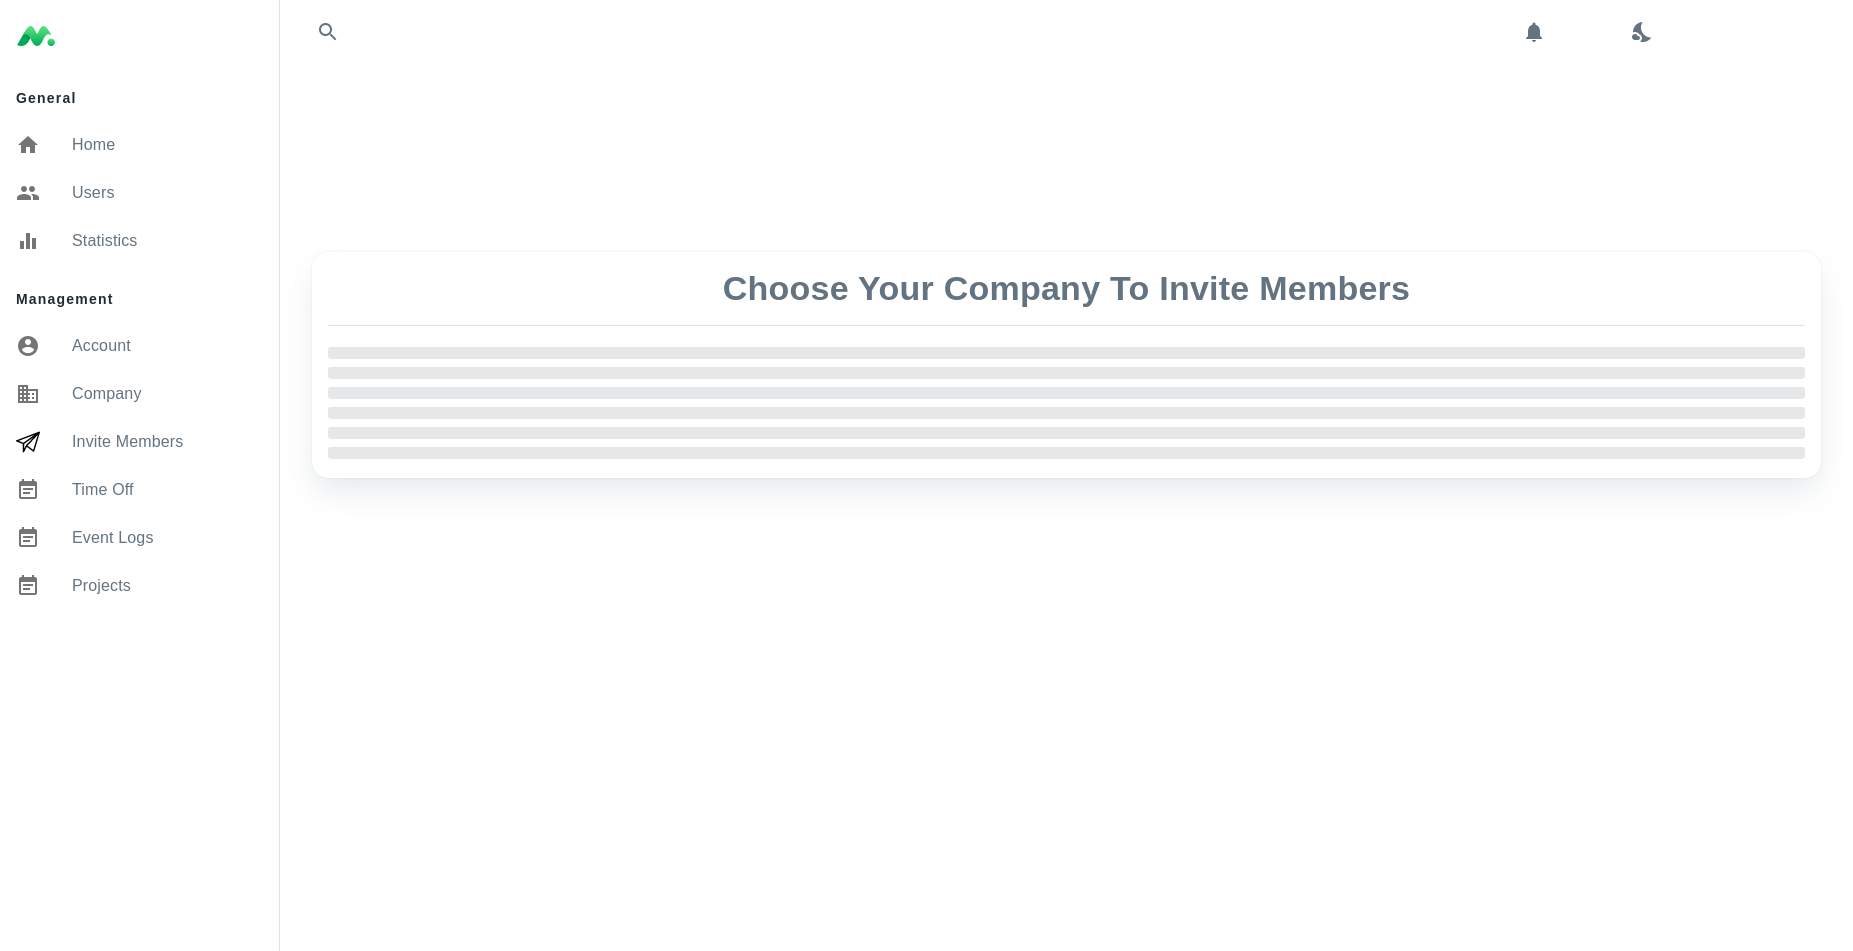 General
Home
Users
Statistics
Management
Account
Company
Invite Members
Time Off
Event Logs
Projects
Choose Your Company To Invite Members